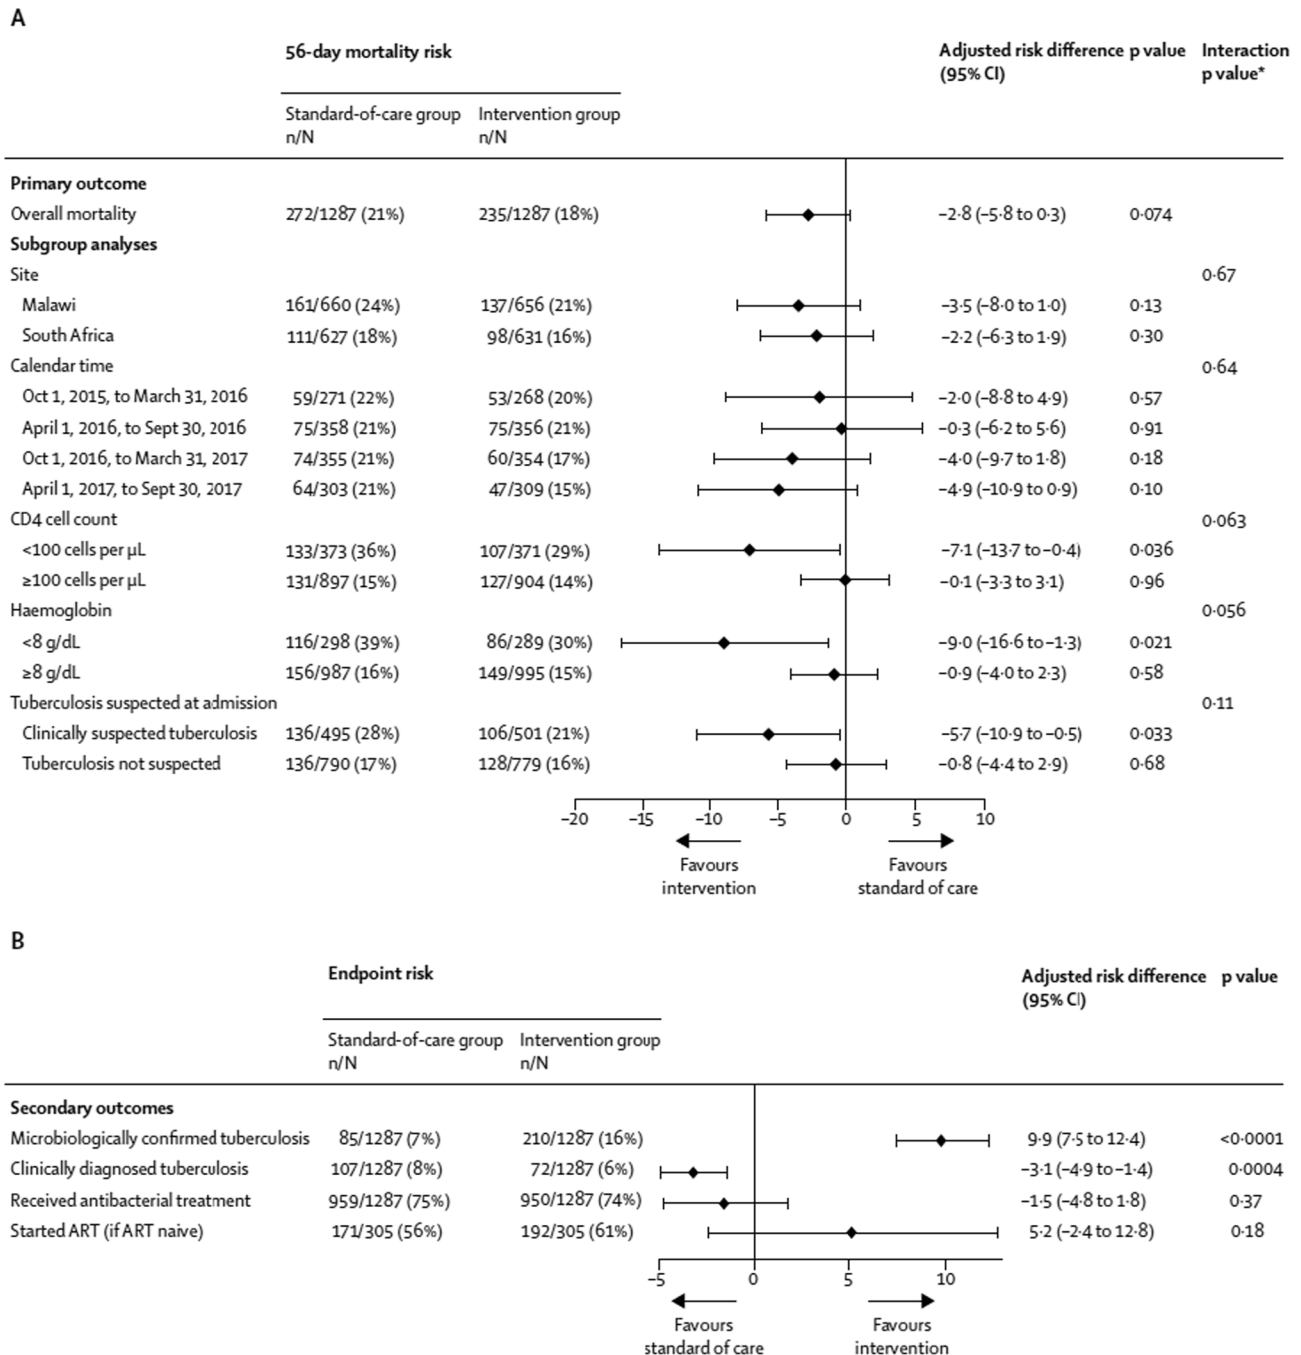 A
56-day mortality risk
Adjusted risk difference p value Interaction
(95% CI) p value*
Standard-of-care group Intervention group
n/N n/N
Primary outcome
Overall mortality 272/1287 (21%) 235/1287 (18%) −2·8 (−5·8 to 0·3) 0·074
Subgroup analyses
Site 0·67
Malawi 161/660 (24%) 137/656 (21%) −3·5 (−8·0 to 1·0) 0·13
South Africa 111/627 (18%) 98/631 (16%) −2·2 (−6·3 to 1·9) 0·30
Calendar time 0·64
Oct 1, 2015, to March 31, 2016 59/271 (22%) 53/268 (20%) −2·0 (−8·8 to 4·9) 0·57
April 1, 2016, to Sept 30, 2016 75/358 (21%) 75/356 (21%) −0·3 (−6·2 to 5·6) 0·91
Oct 1, 2016, to March 31, 2017 74/355 (21%) 60/354 (17%) −4·0 (−9·7 to 1·8) 0·18
April 1, 2017, to Sept 30, 2017 64/303 (21%) 47/309 (15%) −4·9 (−10·9 to 0·9) 0·10
CD4 cell count 0·063
<100 cells per µL 133/373 (36%) 107/371 (29%) −7·1 (−13·7 to −0·4) 0·036
≥100 cells per µL 131/897 (15%) 127/904 (14%) −0·1 (−3·3 to 3·1) 0·96
Haemoglobin 0·056
<8 g/dL 116/298 (39%) 86/289 (30%) −9·0 (−16·6 to −1·3) 0·021
≥8 g/dL 156/987 (16%) 149/995 (15%) −0·9 (−4·0 to 2·3) 0·58
Tuberculosis suspected at admission 0·11
Clinically suspected tuberculosis 136/495 (28%) 106/501 (21%) −5·7 (−10·9 to −0·5) 0·033
Tuberculosis not suspected 136/790 (17%) 128/779 (16%) −0·8 (−4·4 to 2·9) 0·68
−20 −15 −10 −5 0 5 10
Favours Favours
intervention standard of care
B
Endpoint risk
Adjusted risk difference p value
(95% CI)
Standard-of-care group Intervention group
n/N n/N
Secondary outcomes
Microbiologically confirmed tuberculosis 85/1287 (7%) 210/1287 (16%) 9·9 (7·5 to 12·4) <0·0001
Clinically diagnosed tuberculosis 107/1287 (8%) 72/1287 (6%) −3·1 (−4·9 to −1·4) 0·0004
Received antibacterial treatment 959/1287 (75%) 950/1287 (74%) −1·5 (−4·8 to 1·8) 0·37
Started ART (if ART naive) 171/305 (56%) 192/305 (61%) 5·2 (−2·4 to 12·8) 0·18
−5 0 5 10
Favours Favours
standard of care intervention